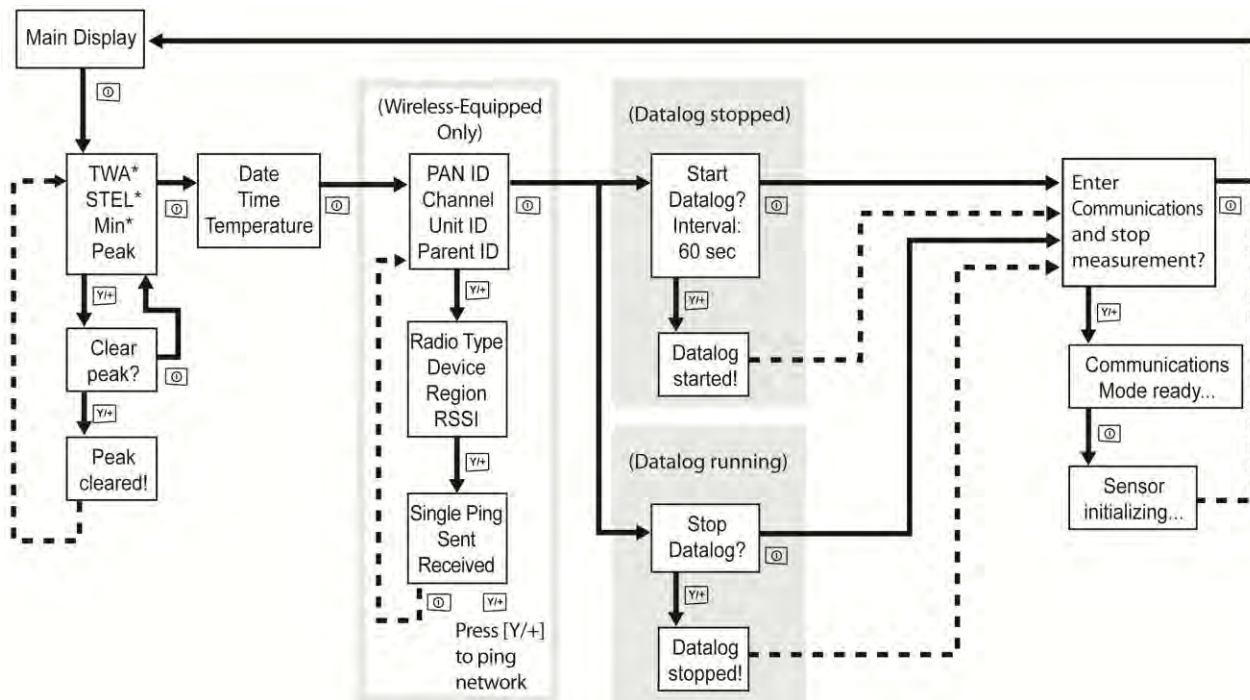 Main Display
TWA*
STEL*
Min*
Peak
Y/+
Clear
peak?
Y/+
Peak
cleared!
Date
Time
Temperature
(Wireless-Equipped
Only)
PAN ID
Channel
Unit ID
Parent ID
Y/+
Radio Type
Device
Region
RSSI
Y/+
Single Ping
Sent
Received
Y/+
Press [Y/+]
to ping
network
(Datalog stopped)
Start
Datalog?
Interval:
60 sec
Y/+
Datalog
started!
(Datalog running)
Stop
Datalog?
Y/+
Datalog
stopped!
Enter
Communications
and stop
measurement?
Y/+
Communications
Mode ready...
Sensor
initializing...